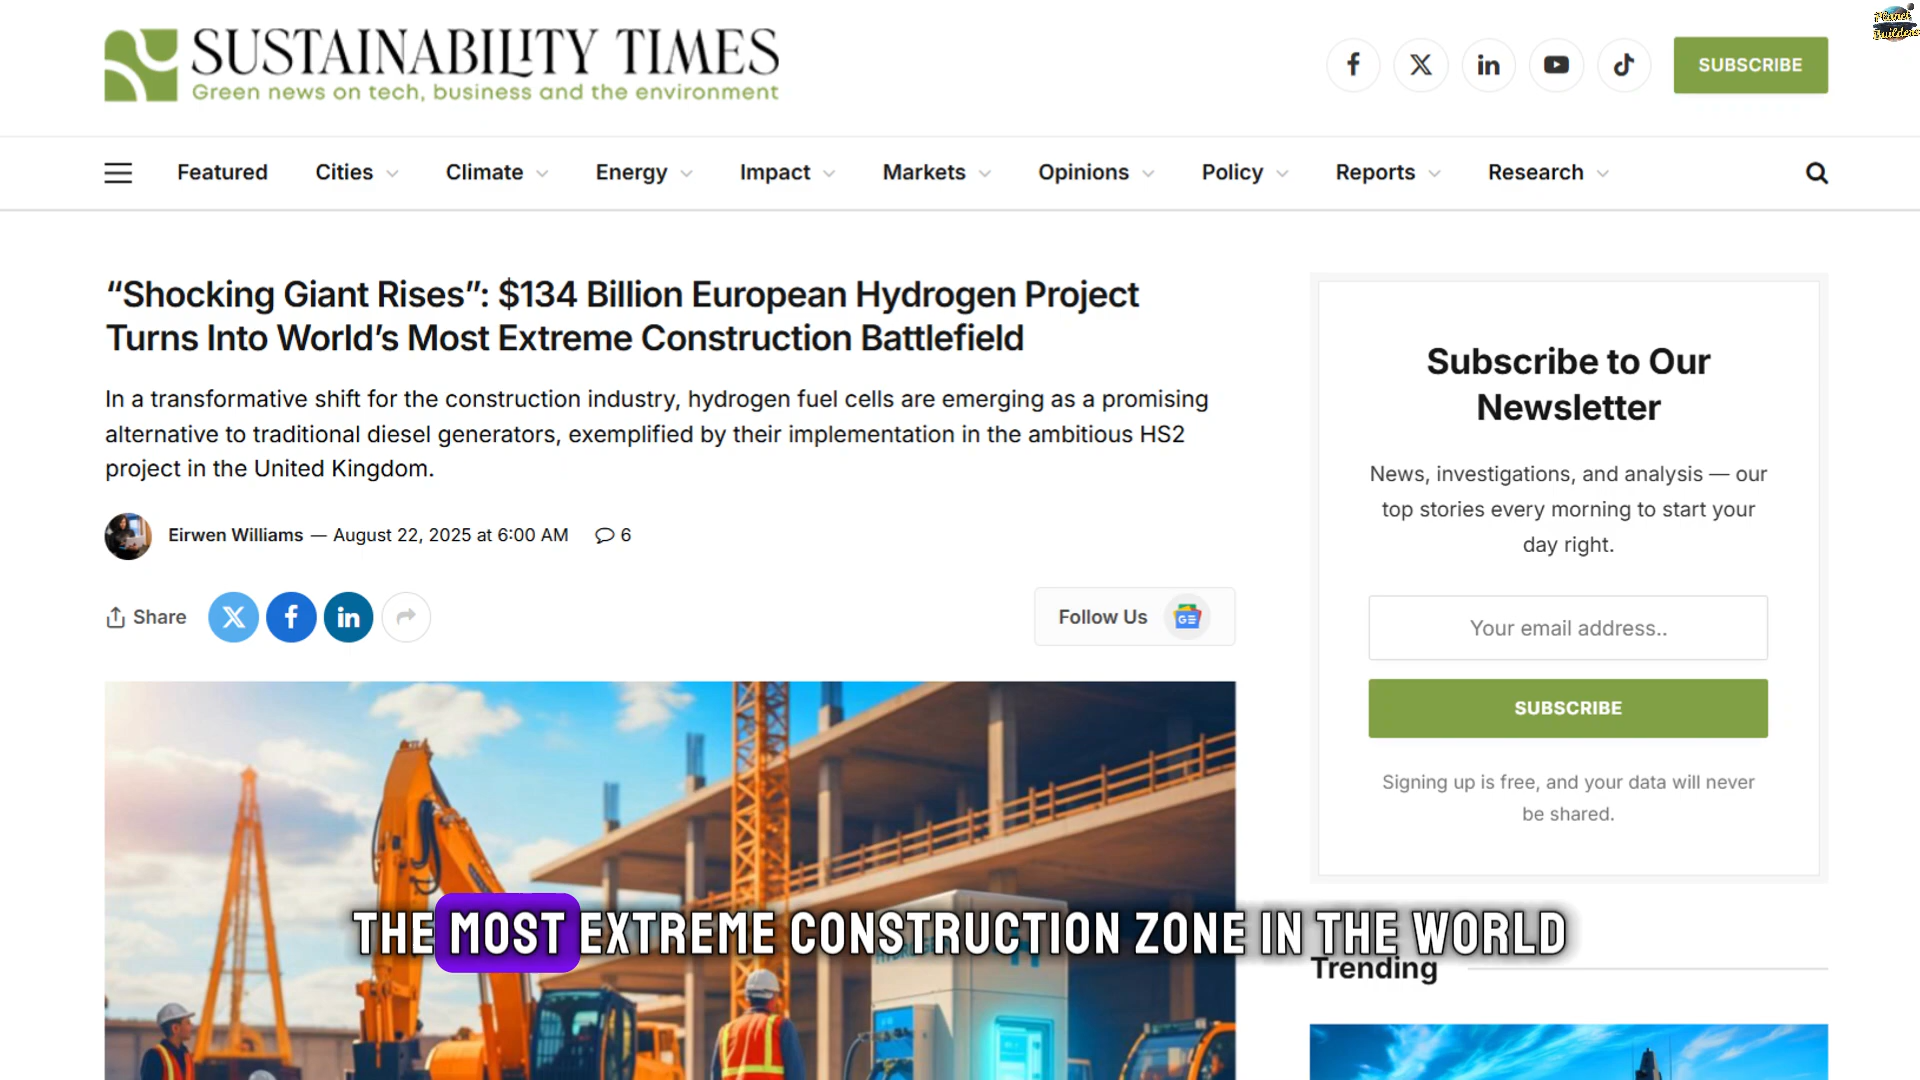 SUSTAINABILITY TIMES
Green news on tech, business and the environment
SUBSCRIBE
Planet
Builders
Featured
Cities
Climate
Energy
Impact
Markets
Opinions
Policy
Reports
Research
“Shocking Giant Rises”: $134 Billion European Hydrogen Project
Turns Into World’s Most Extreme Construction Battlefield
In a transformative shift for the construction industry, hydrogen fuel cells are emerging as a promising
alternative to traditional diesel generators, exemplified by their implementation in the ambitious HS2
project in the United Kingdom.
Eirwen Williams — August 22, 2025 at 6:00 AM 6
Share
Follow Us
Subscribe to Our
Newsletter
News, investigations, and analysis — our
top stories every morning to start your
day right.
Your email address..
SUBSCRIBE
Signing up is free, and your data will never
be shared.
THE MOST EXTREME CONSTRUCTION ZONE IN THE WORLD
Trending